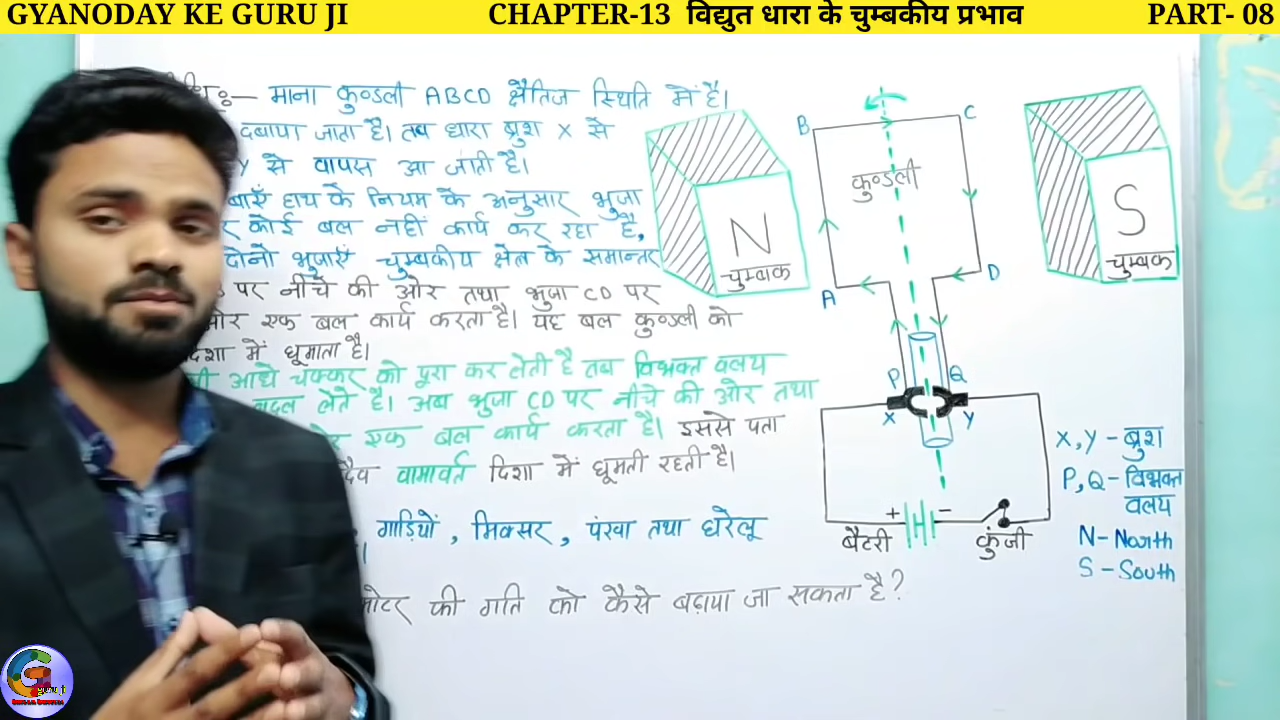 GYANODAY KE GURU JI CHAPTER-13 विद्युत धारा के चुम्बकीय प्रभाव PART- 08
माना कुण्डली ABCD क्षैतिज स्थिति में है।
दबाया जाता है। तब धारा ब्रुश X से
Y से वापस आ जाती है।
बाएँ हाथ के नियम के अनुसार भुजा
कोई बल नहीं कार्य कर रहा है,
दोनो भुजाएँ चुम्बकीय क्षेत्र के समान्तर
पर नीचे की ओर तथा भुजा CD पर
ओर एक बल कार्य करता है। यह बल कुण्डली को
दिशा में घूमाता है।
आधे चक्कर को पूरा कर लेती है तब विभक्त वलय
बदल लेते है। अब भुजा CD पर नीचे की ओर तथा
एक बल कार्य करता है। इससे पता
वामावर्त दिशा में घूमती रहती है।
गाड़ियों, मिक्सर, पंखा तथा घरेलू
मोटर की गति को कैसे बढ़ाया जा सकता है?
B C
कुण्डली
A D
N
चुम्बक
S
चुम्बक
P Q
X Y
+ −
बैटरी कुंजी
X, Y - ब्रुश
P, Q - विभक्त
वलय
N- North
S - South
G
guru ji